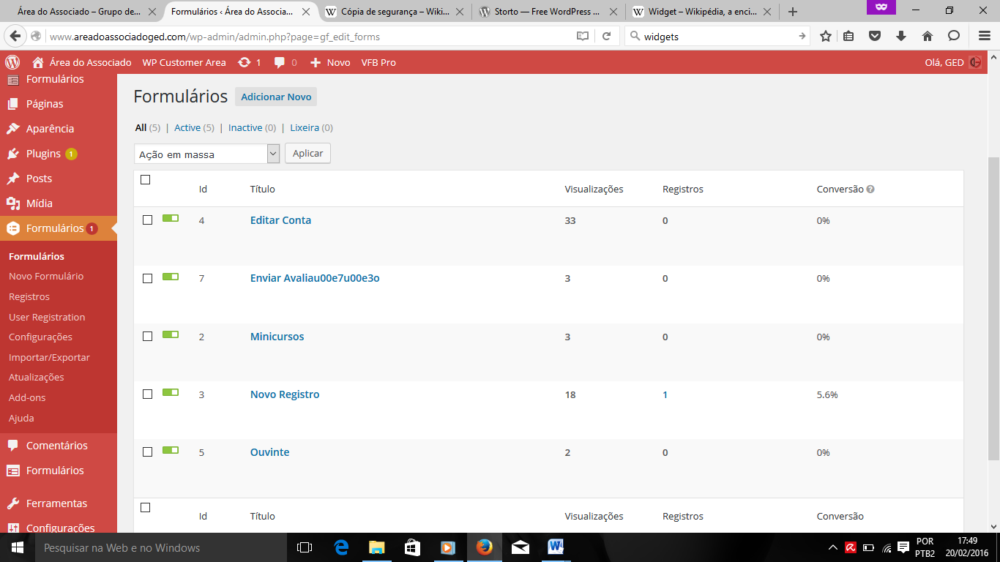 Área do Associado – Grupo de...
Formulários ‹ Área do Associa...
Cópia de segurança – Wiki...
Storto — Free WordPress ...
Widget – Wikipédia, a enci...
www.areadoassociadoged.com/wp-admin/admin.php?page=gf_edit_forms
widgets
Área do Associado
WP Customer Area
1
0
Novo
VFB Pro
Olá, GED
Formulários
Páginas
Aparência
Plugins 1
Posts
Mídia
Formulários 1
Formulários
Novo Formulário
Registros
User Registration
Configurações
Importar/Exportar
Atualizações
Add-ons
Ajuda
Comentários
Formulários
Ferramentas
Configurações
Formulários Adicionar Novo
All (5) | Active (5) | Inactive (0) | Lixeira (0)
Ação em massa Aplicar
Id Título Visualizações Registros Conversão ?
4 Editar Conta 33 0 0%
7 Enviar Avaliau00e7u00e3o 3 0 0%
2 Minicursos 3 0 0%
3 Novo Registro 18 1 5.6%
5 Ouvinte 2 0 0%
Id Título Visualizações Registros Conversão
Pesquisar na Web e no Windows
POR
PTB2
17:49
20/02/2016